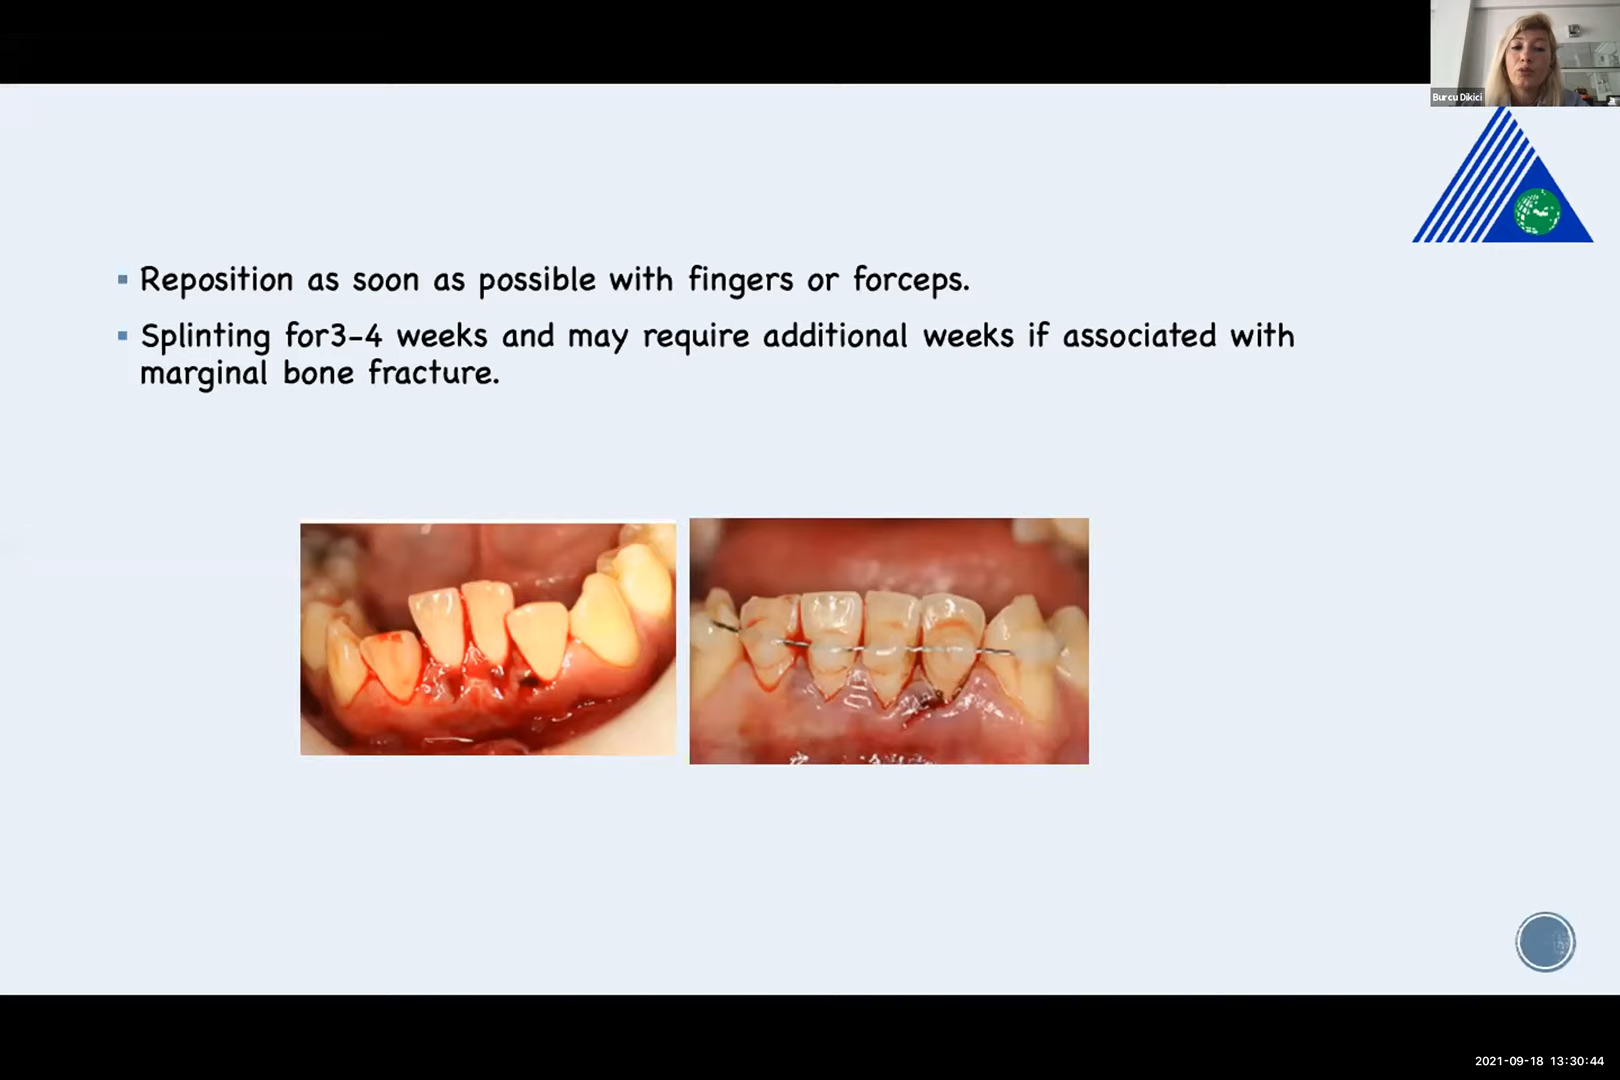 Burcu Dikici
Reposition as soon as possible with fingers or forceps.
Splinting for3-4 weeks and may require additional weeks if associated with
marginal bone fracture.
2021-09-18 13:30:44